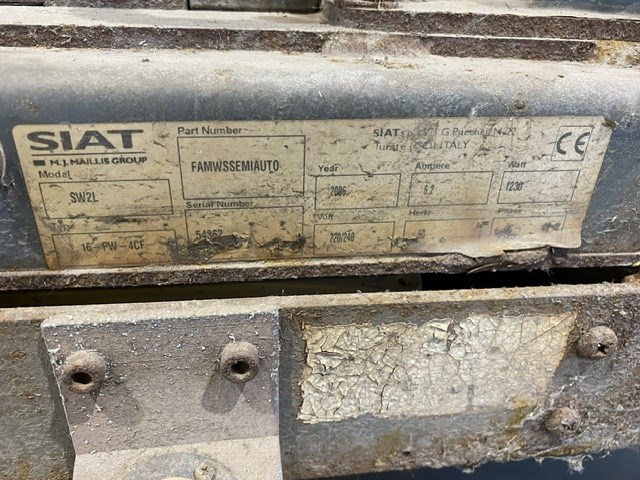 SIAT
M.J. MAILLIS GROUP
Model
SW2L
16-PW-4CF
Part Number
FAMWSSEMIAUTO
Serial Number
54962
SIAT
ITALY
CE
Year
2006
Ampere
6,2
Watt
1230
Volt
220/240
Hertz
Phase